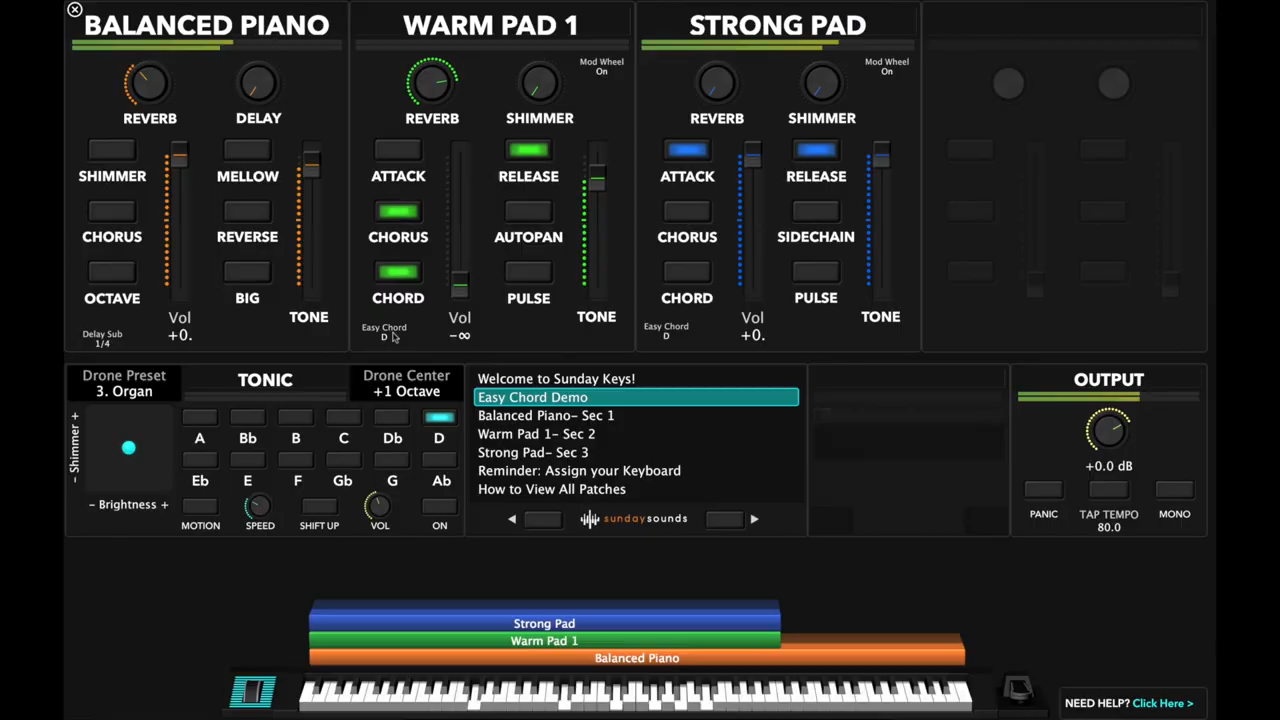 BALANCED PIANO
WARM PAD 1
STRONG PAD
Mod Wheel
On
Mod Wheel
On
REVERB
DELAY
REVERB
SHIMMER
REVERB
SHIMMER
SHIMMER
MELLOW
ATTACK
RELEASE
ATTACK
RELEASE
CHORUS
REVERSE
CHORUS
AUTOPAN
CHORUS
SIDECHAIN
OCTAVE
BIG
CHORD
PULSE
CHORD
PULSE
Vol
+0.
TONE
Delay Sub
1/4
Easy Chord
D
Vol
-∞
TONE
Easy Chord
D
Vol
+0.
TONE
Drone Preset
3. Organ
TONIC
Drone Center
+1 Octave
- Shimmer +
- Brightness +
A
Bb
B
C
Db
D
Eb
E
F
Gb
G
Ab
MOTION
SPEED
SHIFT UP
VOL
ON
Welcome to Sunday Keys!
Easy Chord Demo
Balanced Piano- Sec 1
Warm Pad 1- Sec 2
Strong Pad- Sec 3
Reminder: Assign your Keyboard
How to View All Patches
sundaysounds
OUTPUT
+0.0 dB
PANIC
TAP TEMPO
80.0
MONO
Strong Pad
Warm Pad 1
Balanced Piano
NEED HELP? Click Here >